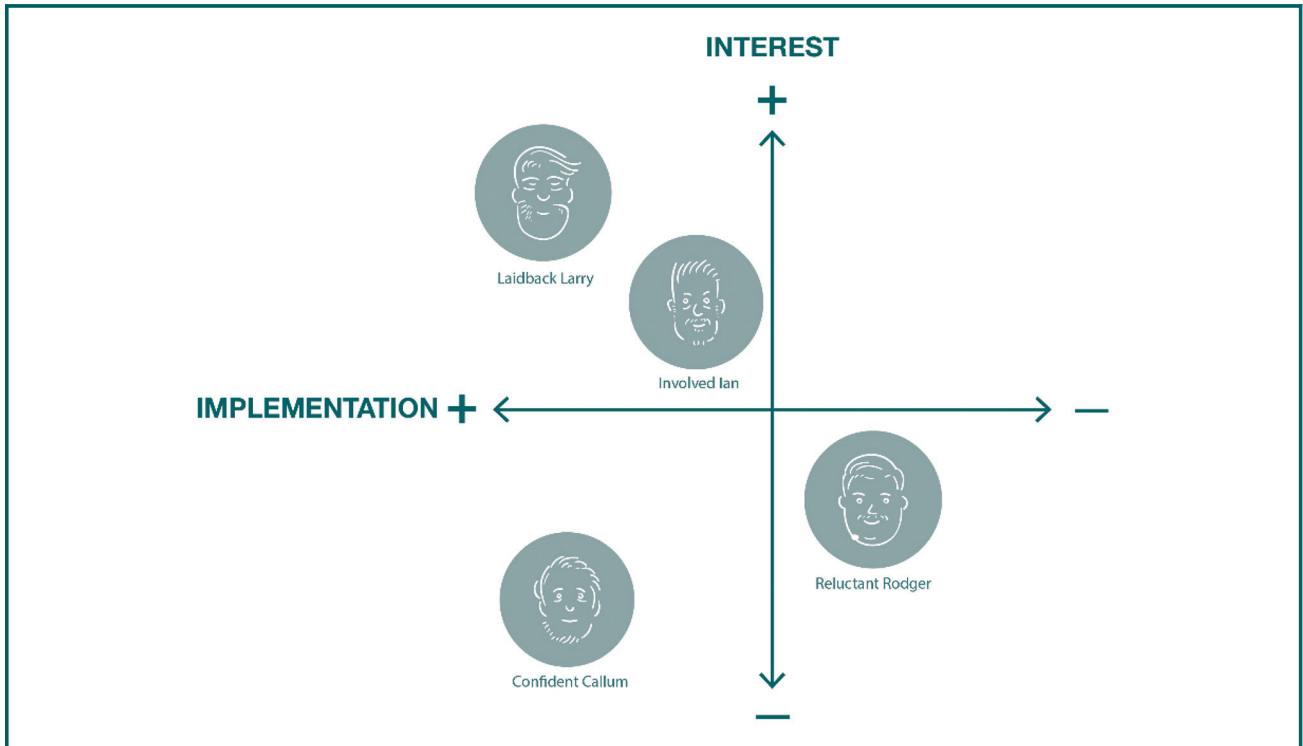 INTEREST
+
Laidback Larry
Involved Ian
IMPLEMENTATION +
—
Reluctant Rodger
Confident Callum
—